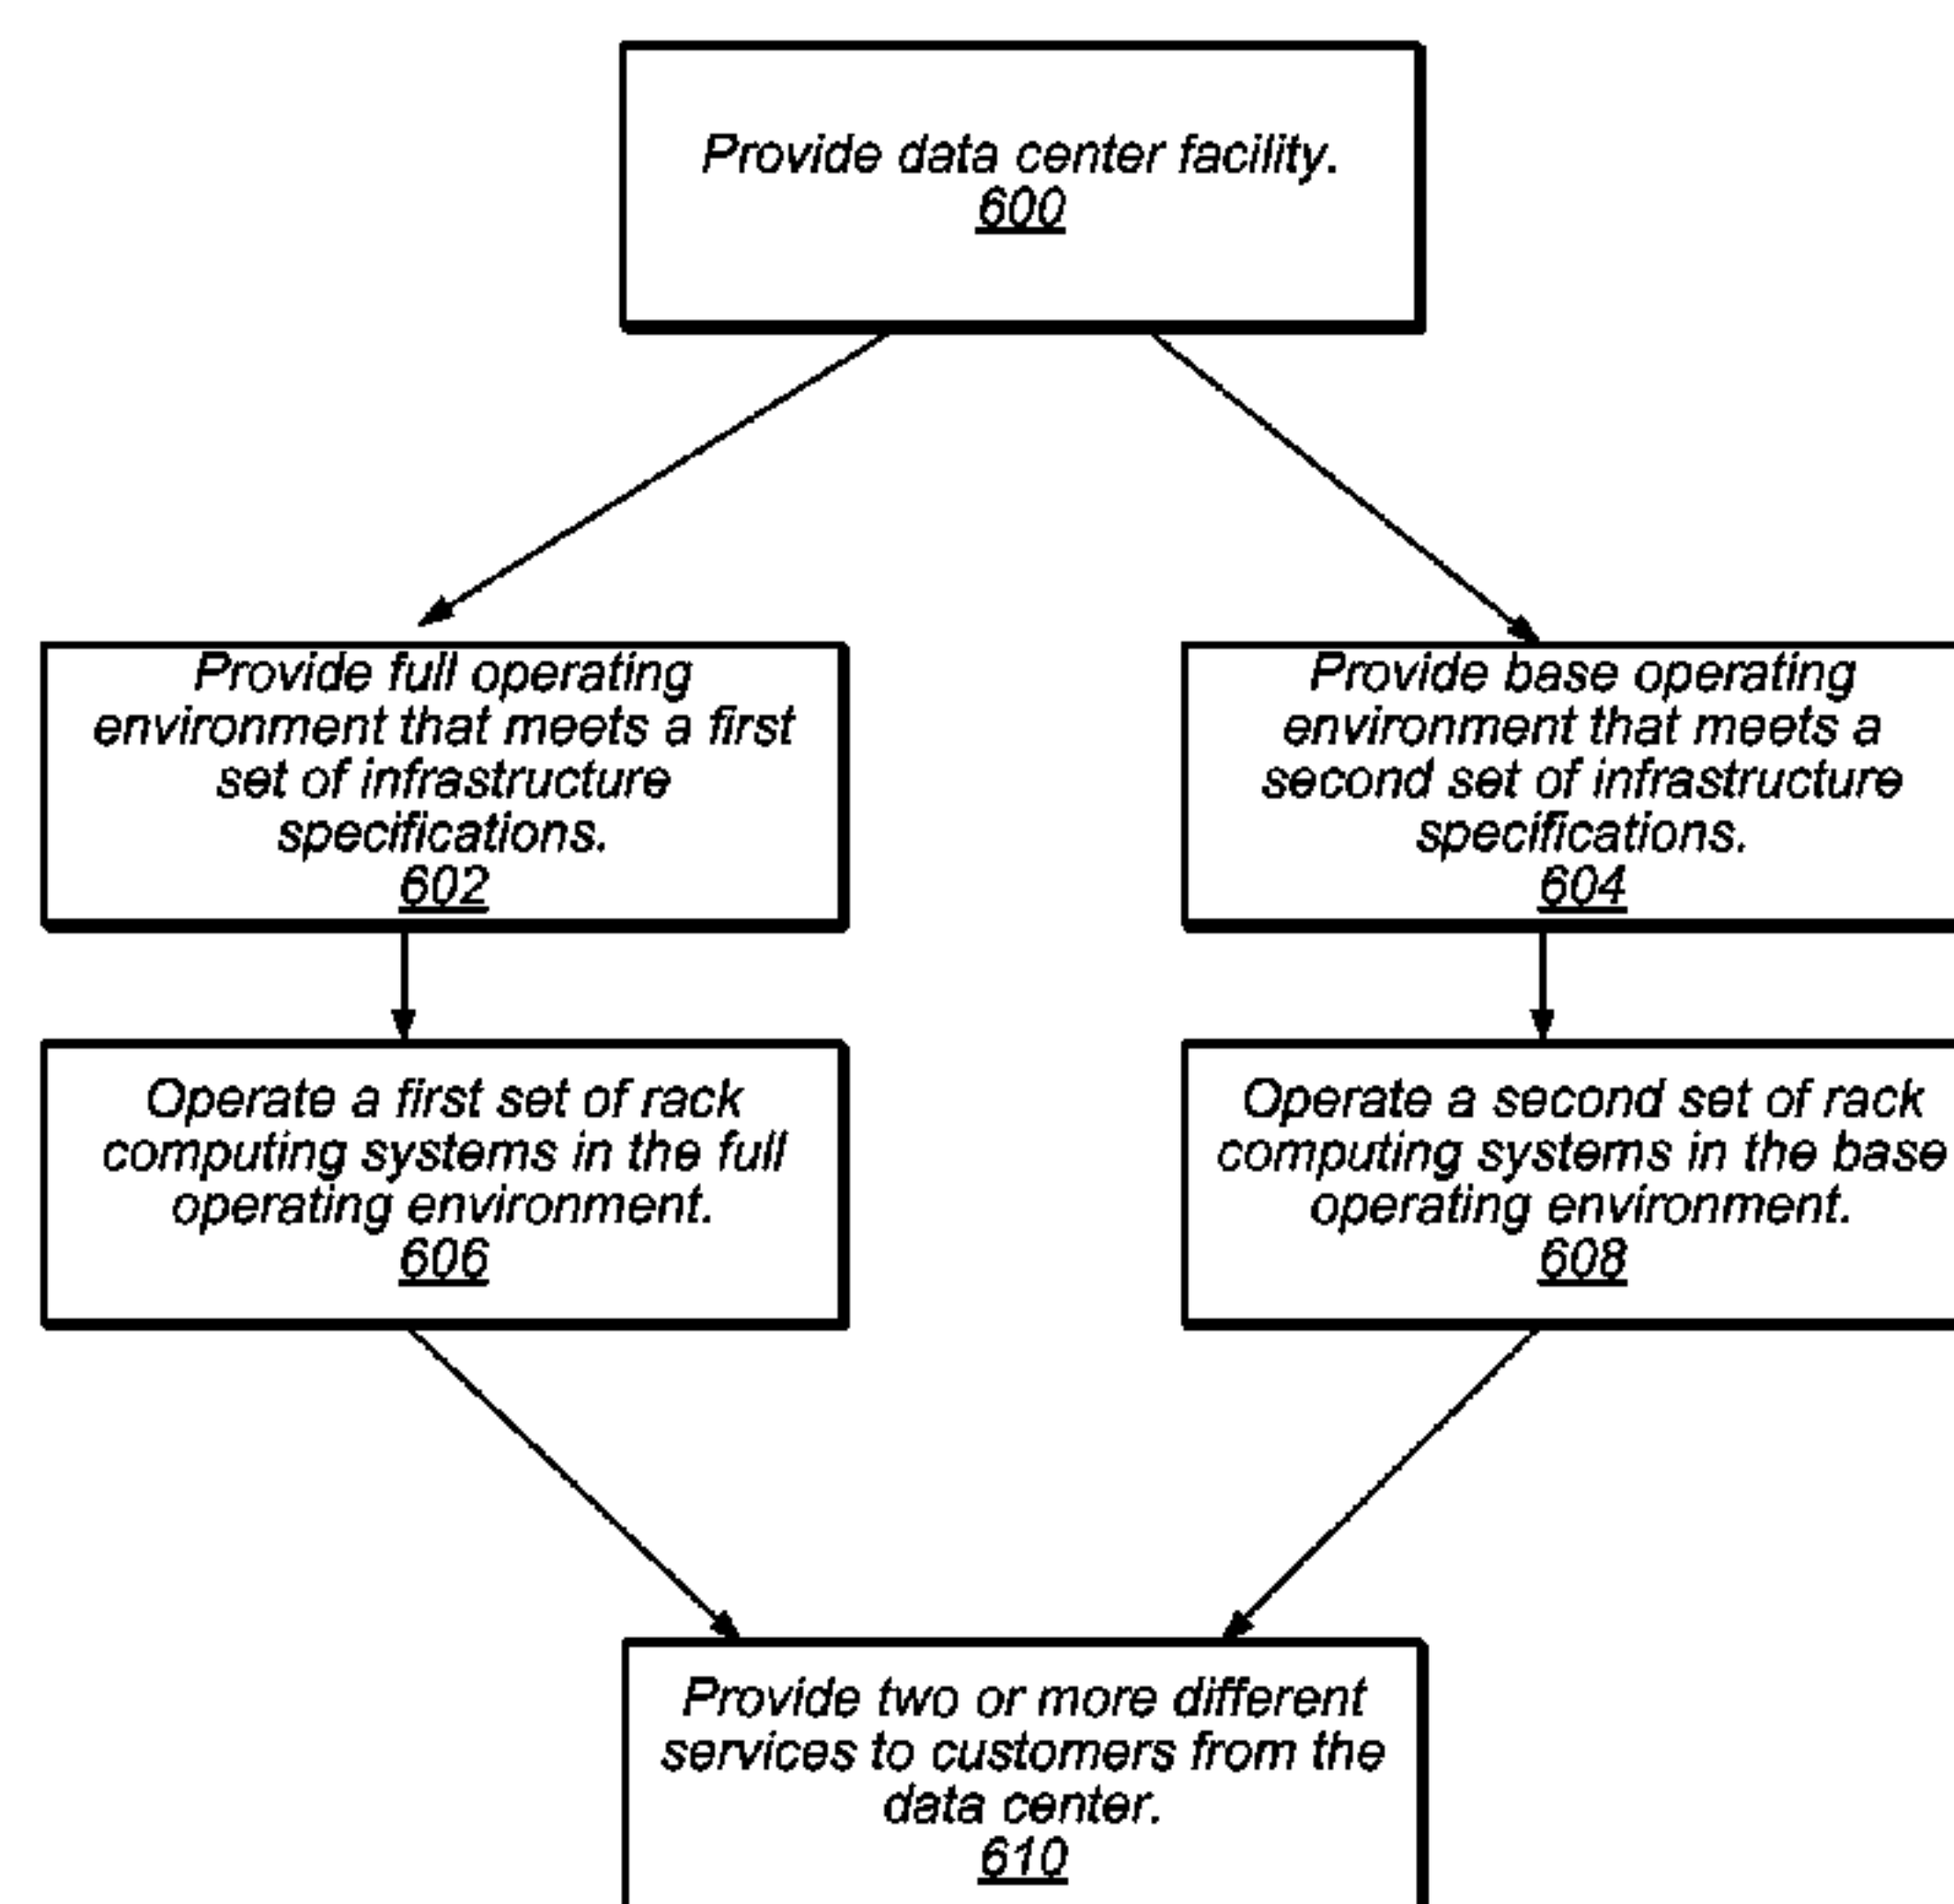 Provide data center facility.
600
Provide full operating
environment that meets a first
set of infrastructure
specifications.
602
Provide base operating
environment that meets a
second set of infrastructure
specifications.
604
Operate a first set of rack
computing systems in the full
operating environment.
606
Operate a second set of rack
computing systems in the base
operating environment.
608
Provide two or more different
services to customers from the
data center.
610